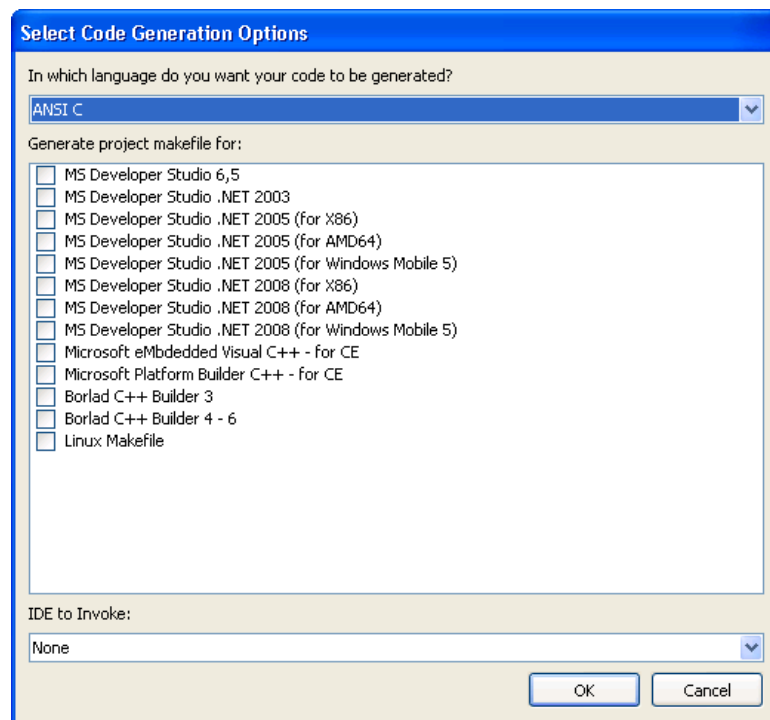 Select Code Generation Options
In which language do you want your code to be generated?
ANSI C
Generate project makefile for:
MS Developer Studio 6,5
MS Developer Studio .NET 2003
MS Developer Studio .NET 2005 (for X86)
MS Developer Studio .NET 2005 (for AMD64)
MS Developer Studio .NET 2005 (for Windows Mobile 5)
MS Developer Studio .NET 2008 (for X86)
MS Developer Studio .NET 2008 (for AMD64)
MS Developer Studio .NET 2008 (for Windows Mobile 5)
Microsoft eMbdedded Visual C++ - for CE
Microsoft Platform Builder C++ - for CE
Borlad C++ Builder 3
Borlad C++ Builder 4 - 6
Linux Makefile
IDE to Invoke:
None
OK Cancel